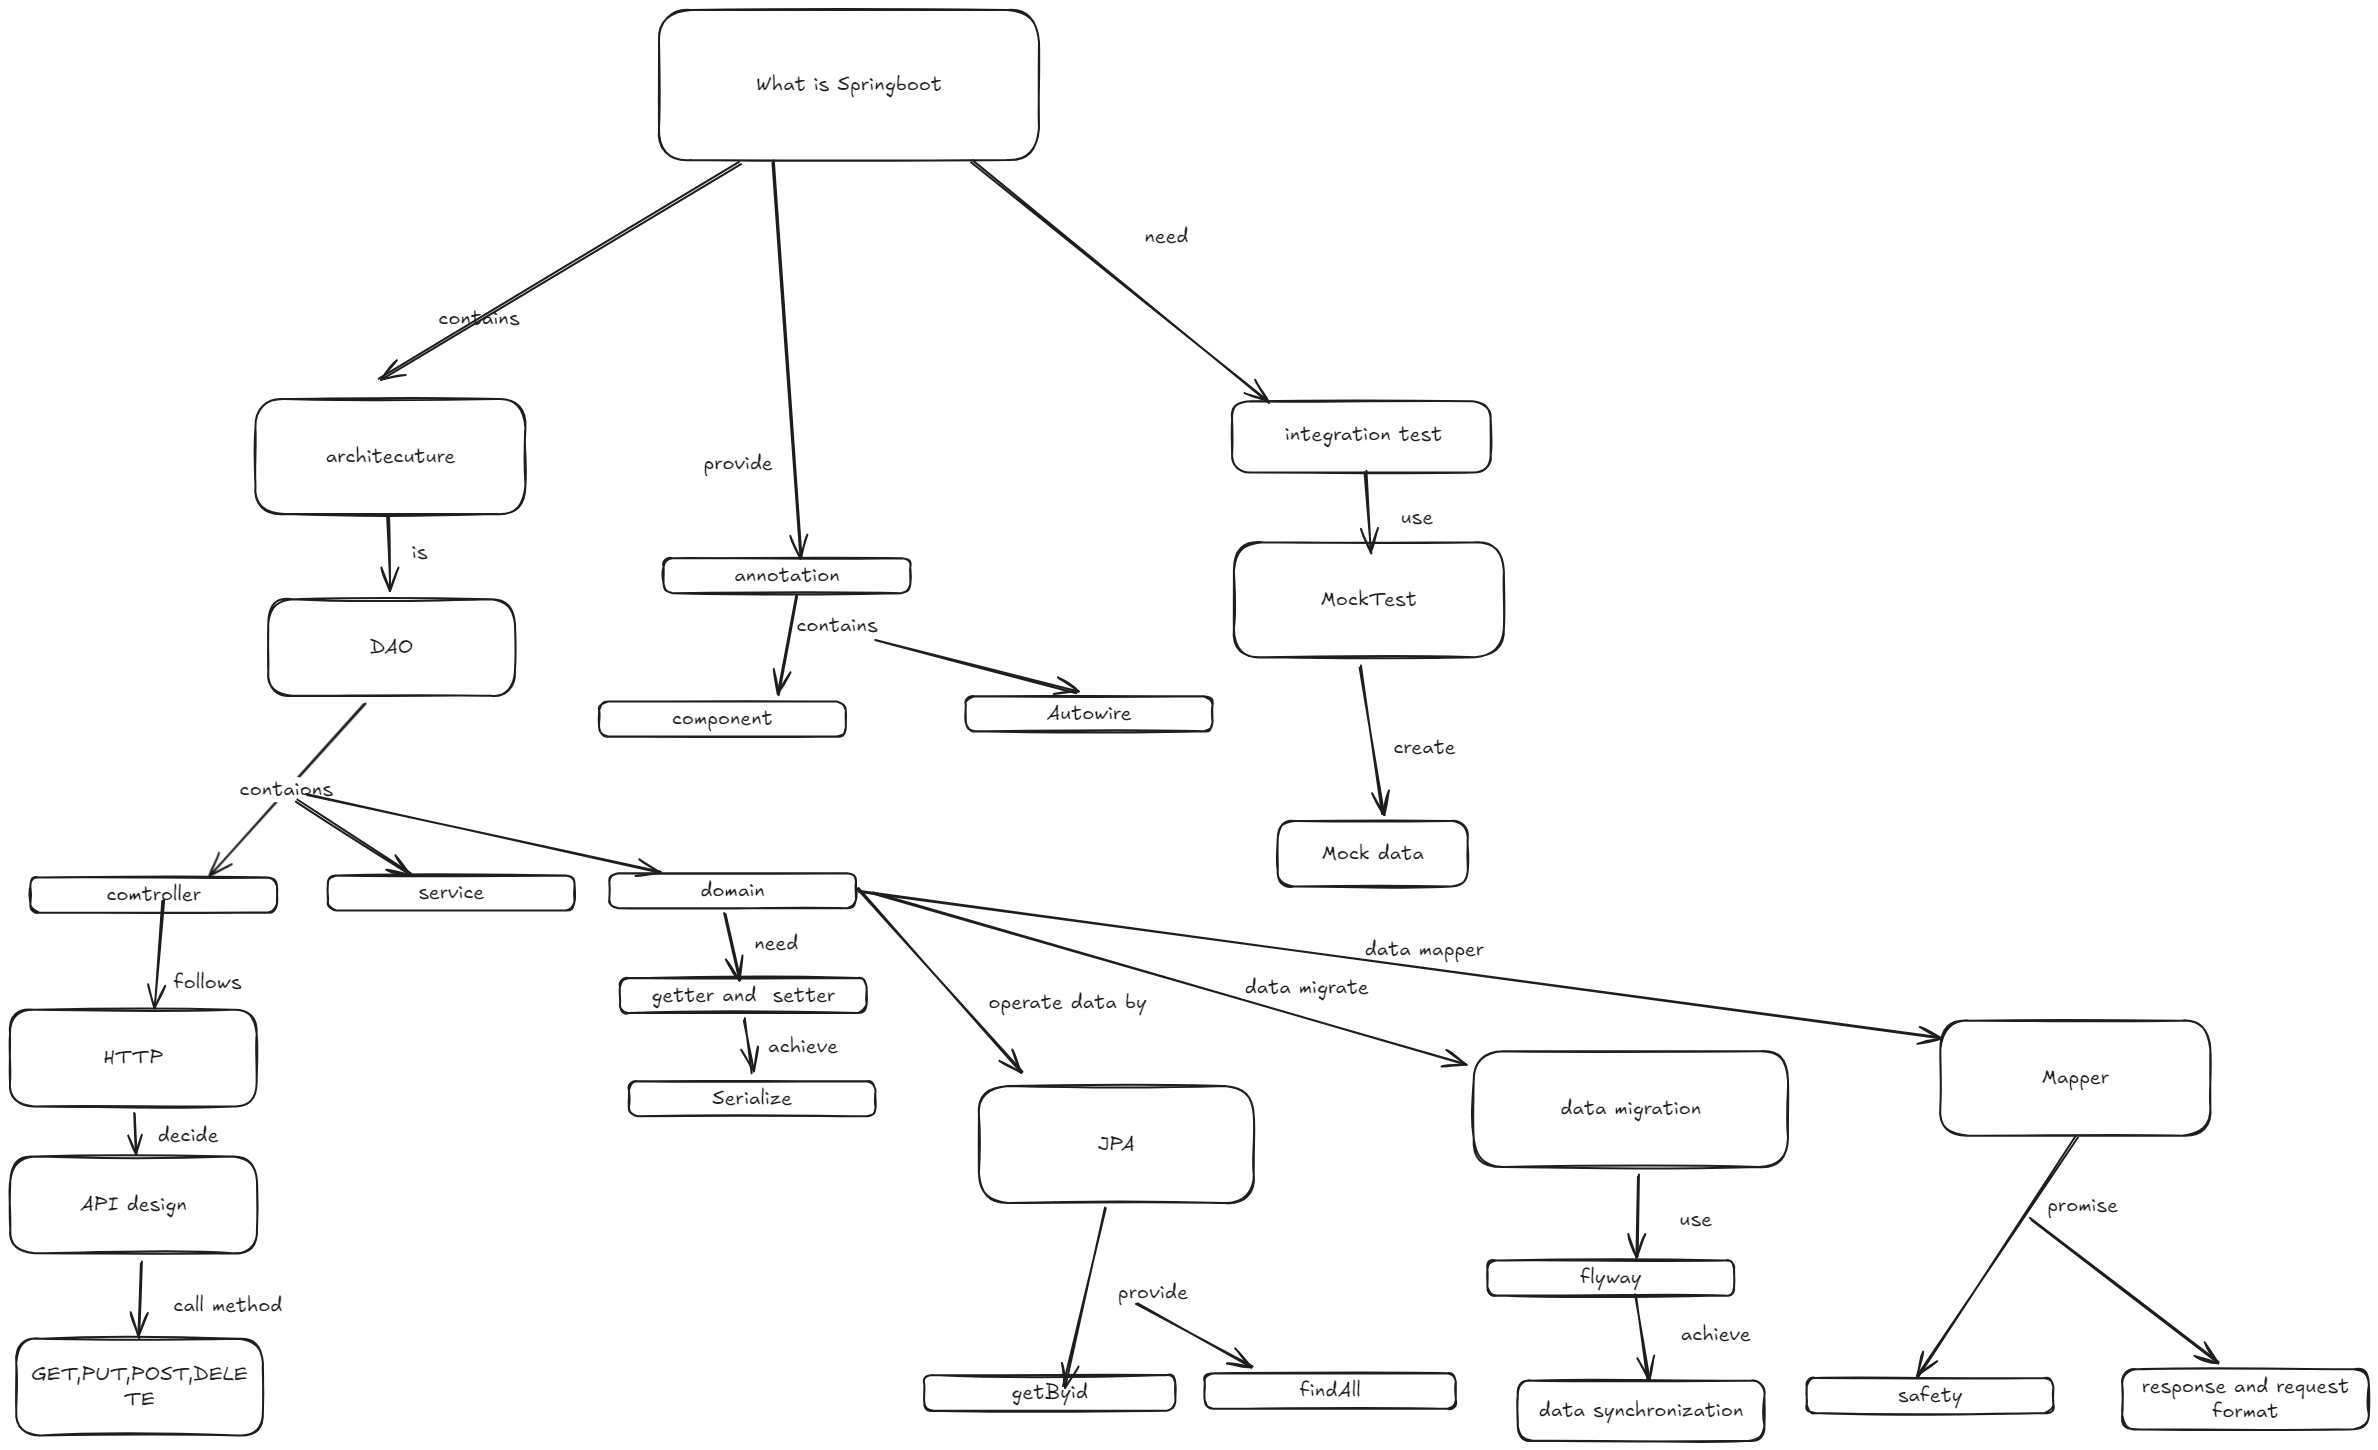 What is Springboot
need
contains
architecuture
integration test
provide
use
is
annotation
MockTest
contains
DAO
component
Autowire
create
contaions
Mock data
comtroller
service
domain
need
data mapper
follows
getter and  setter
operate data by
data migrate
HTTP
achieve
Serialize
Mapper
data migration
decide
JPA
API design
promise
use
flyway
call method
provide
achieve
GET,PUT,POST,DELE
TE
getByid
findAll
data synchronization
safety
response and request
format